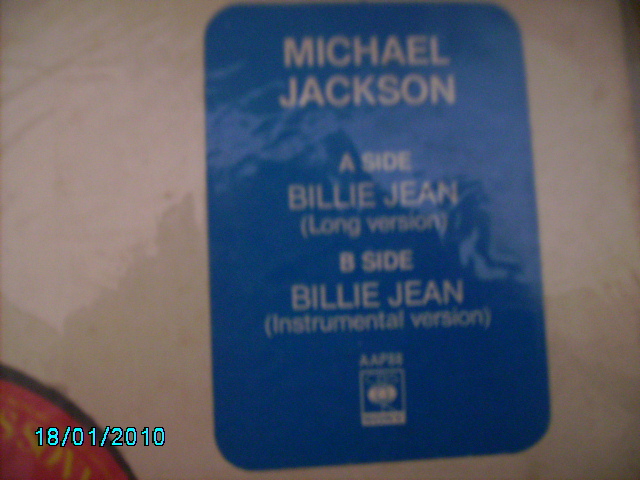 MICHAEL
JACKSON
A SIDE
BILLIE JEAN
(Long version)
B SIDE
BILLIE JEAN
(Instrumental version)
18/01/2010